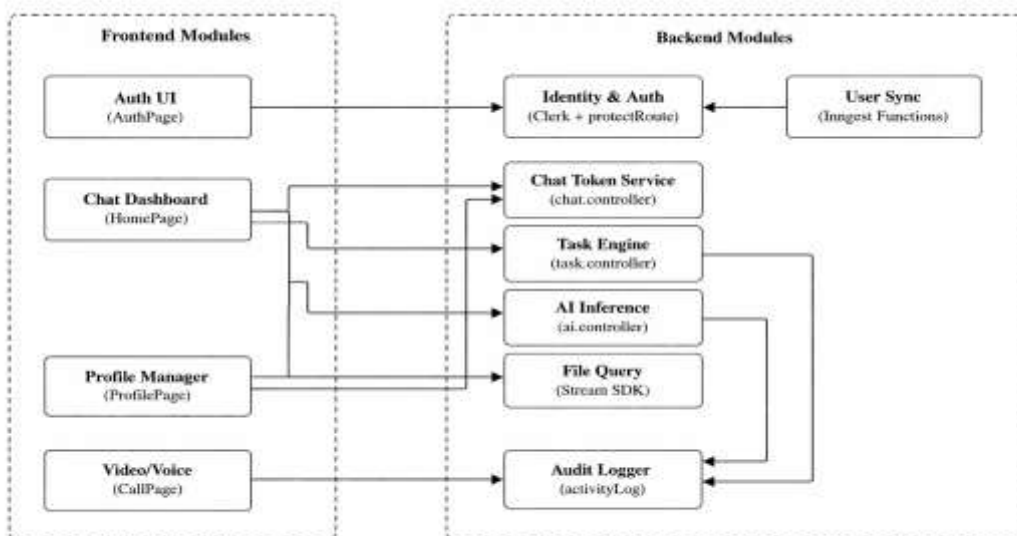 Frontend Modules
Auth UI
(AuthPage)
Chat Dashboard
(HomePage)
Profile Manager
(ProfilePage)
Video/Voice
(CallPage)
Backend Modules
Identity & Auth
(Clerk + protectRoute)
User Sync
(Inngest Functions)
Chat Token Service
(chat.controller)
Task Engine
(task.controller)
AI Inference
(ai.controller)
File Query
(Stream SDK)
Audit Logger
(activityLog)